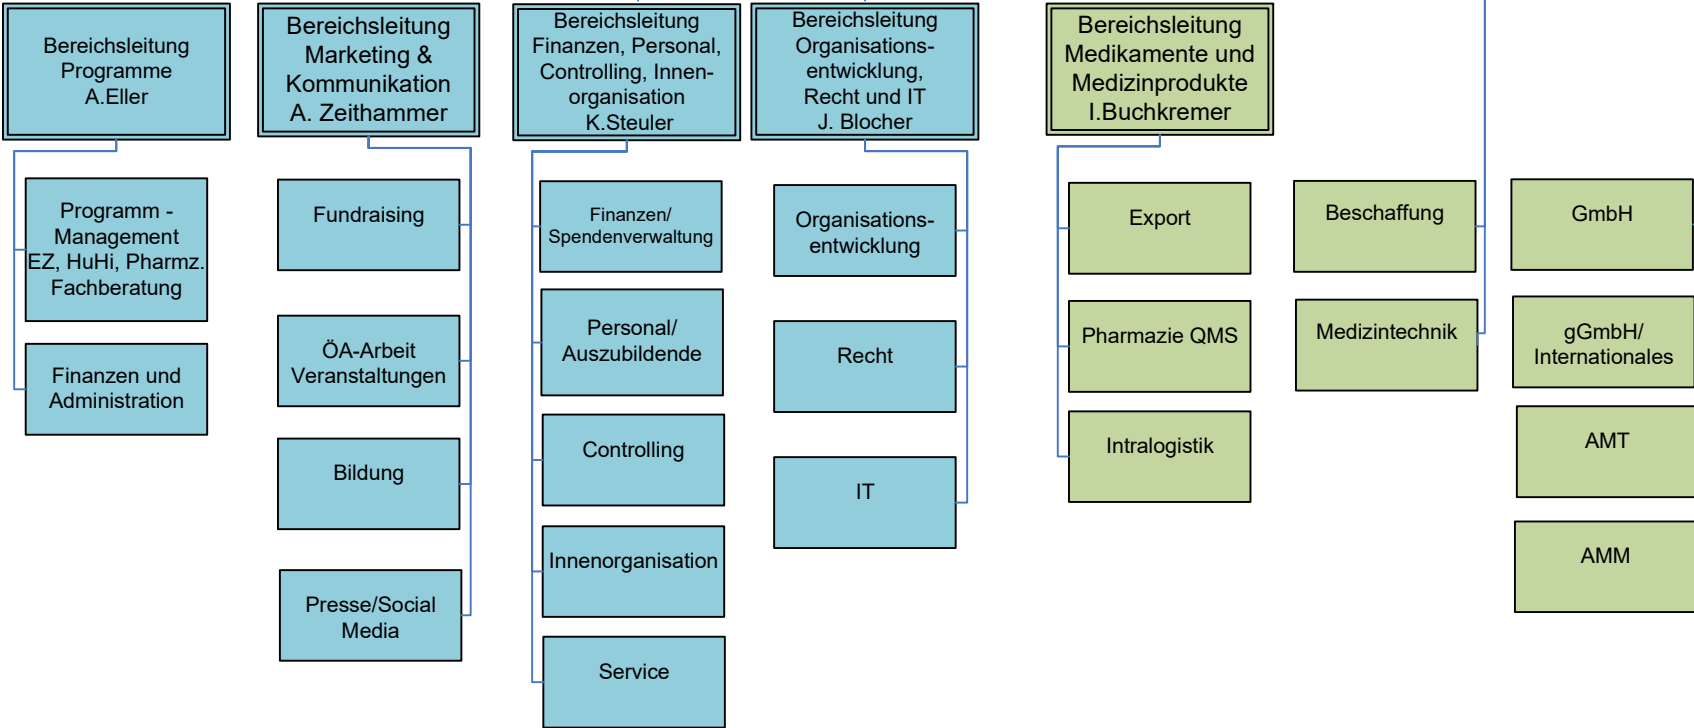 Bereichsleitung
Programme
A.Eller
Bereichsleitung
Marketing &
Kommunikation
A. Zeithammer
Bereichsleitung
Finanzen, Personal,
Controlling, Innen-
organisation
K.Steuler
Bereichsleitung
Organisations-
entwicklung,
Recht und IT
J. Blocher
Bereichsleitung
Medikamente und
Medizinprodukte
I.Buchkremer
Programm -
Management
EZ, HuHi, Pharmz.
Fachberatung
Finanzen und
Administration
Fundraising
ÖA-Arbeit
Veranstaltungen
Bildung
Presse/Social
Media
Finanzen/
Spendenverwaltung
Personal/
Auszubildende
Controlling
Innenorganisation
Service
Organisations-
entwicklung
Recht
IT
Export
Pharmazie QMS
Intralogistik
Beschaffung
Medizintechnik
GmbH
gGmbH/
Internationales
AMT
AMM